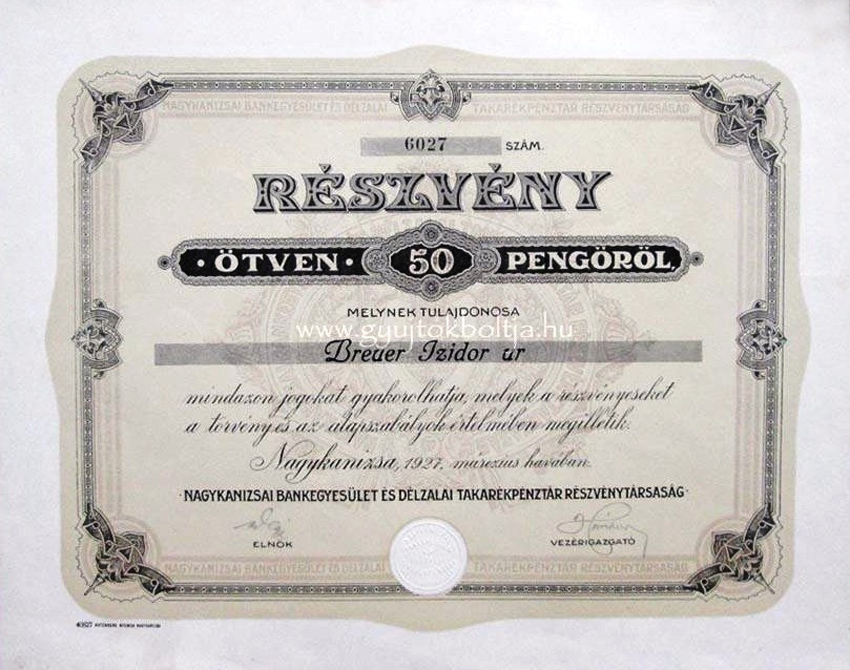 NAGYKANIZSAI BANKEGYESÜLET ÉS DÉLZALAI TAKARÉKPÉNZTÁR RÉSZVÉNYTÁRSASÁG
6027 SZÁM.
RÉSZVÉNY
· ÖTVEN · 50 PENGÖRÖL,
MELYNEK TULAJDONOSA
www.gyujtokboltja.hu
Breuer Izidor úr
mindazon jogokat gyakorolhatja, melyek a részvényeseket
a törvény és az alapszabályok értelmében megilletik.
Nagykanizsa, 1927. márczius havában.
· NAGYKANIZSAI BANKEGYESÜLET ÉS DÉLZALAI TAKARÉKPÉNZTÁR RÉSZVÉNYTÁRSASÁG ·
ELNÖK
VEZÉRIGAZGATÓ
NAGYKANIZSAI BANKEGYESÜLET ÉS DÉLZALAI TAKARÉKPÉNZTÁR RÉSZVÉNYTÁRSASÁG